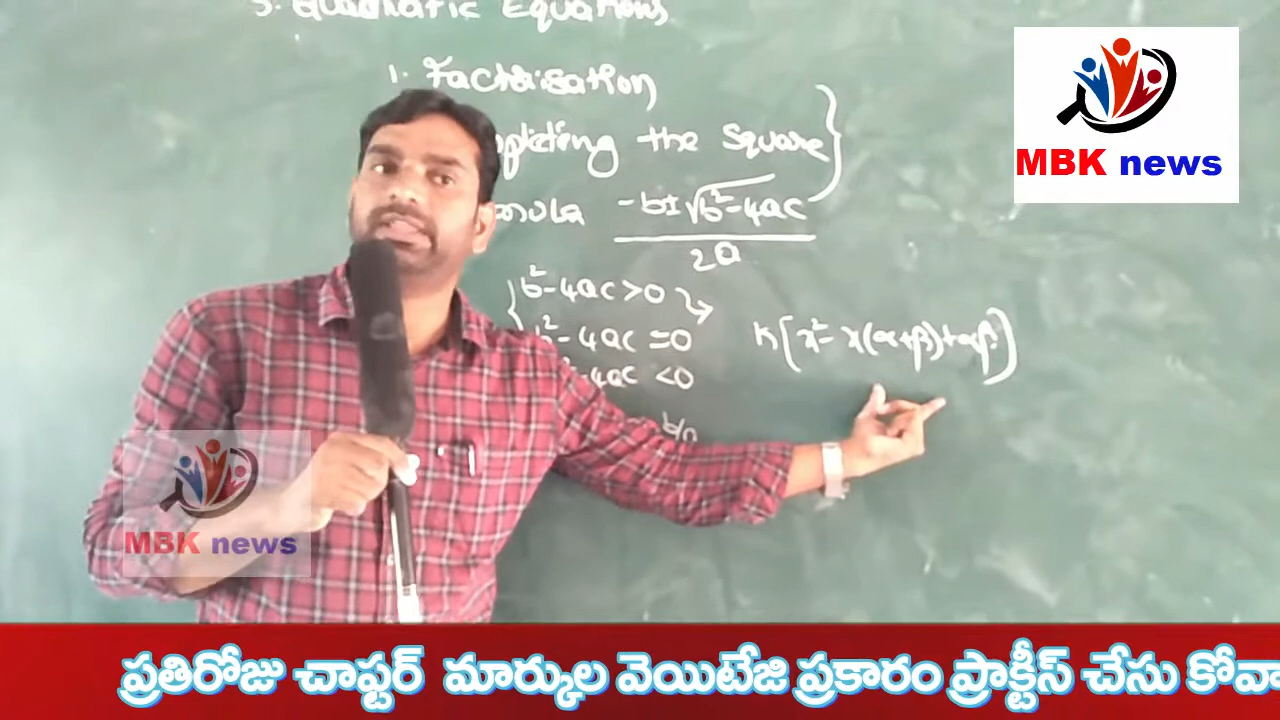 3. Quadratic Equations
1. Factorisation
the square
-b±√b²-4ac
2a
b²-4ac>0
b²-4ac =0
-4ac <0
b/a
K[x²-x(α+β)+αβ]
MBK news
MBK news
ప్రతిరోజు చాప్టర్ మార్కుల వెయిటేజి ప్రకారం ప్రాక్టీస్ చేసు కోవా